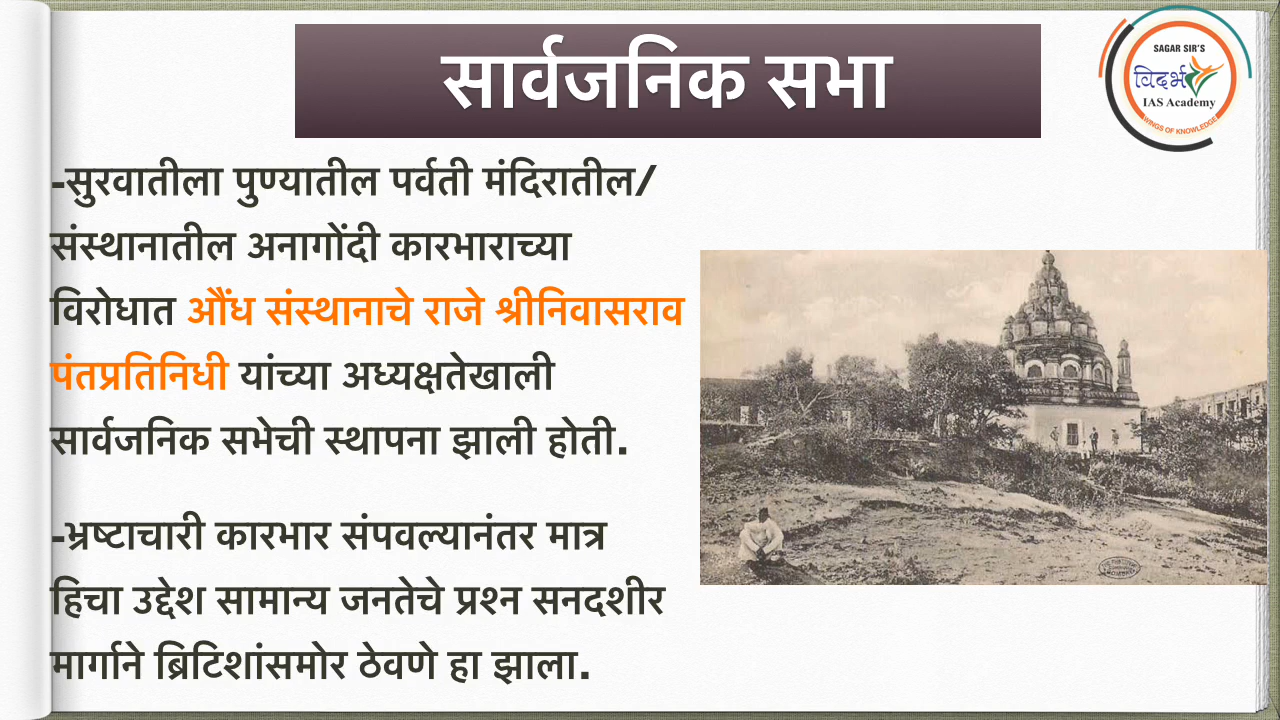 सार्वजनिक सभा
SAGAR SIR'S
विदर्भ
IAS Academy
WINGS OF KNOWLEDGE
-सुरवातीला पुण्यातील पर्वती मंदिरातील/
संस्थानातील अनागोंदी कारभाराच्या
विरोधात औंध संस्थानाचे राजे श्रीनिवासराव
पंतप्रतिनिधी यांच्या अध्यक्षतेखाली
सार्वजनिक सभेची स्थापना झाली होती.
-भ्रष्टाचारी कारभार संपवल्यानंतर मात्र
हिचा उद्देश सामान्य जनतेचे प्रश्न सनदशीर
मार्गाने ब्रिटिशांसमोर ठेवणे हा झाला.